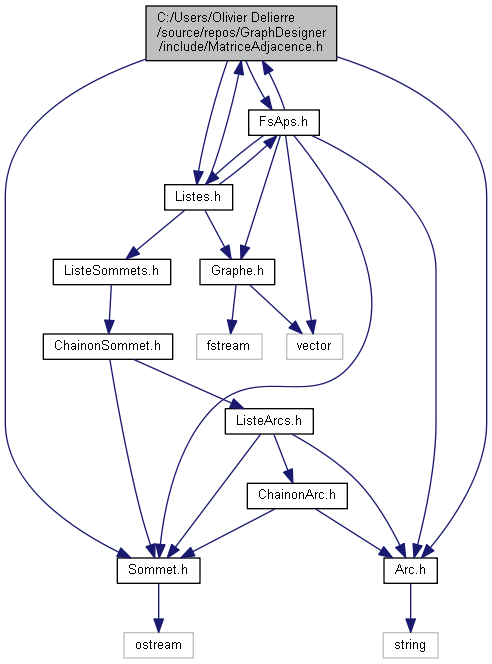 C:/Users/Olivier Delierre
/source/repos/GraphDesigner
/include/MatriceAdjacence.h
FsAps.h
Listes.h
ListeSommets.h
Graphe.h
ChainonSommet.h
fstream
vector
ListeArcs.h
ChainonArc.h
Sommet.h
Arc.h
ostream
string